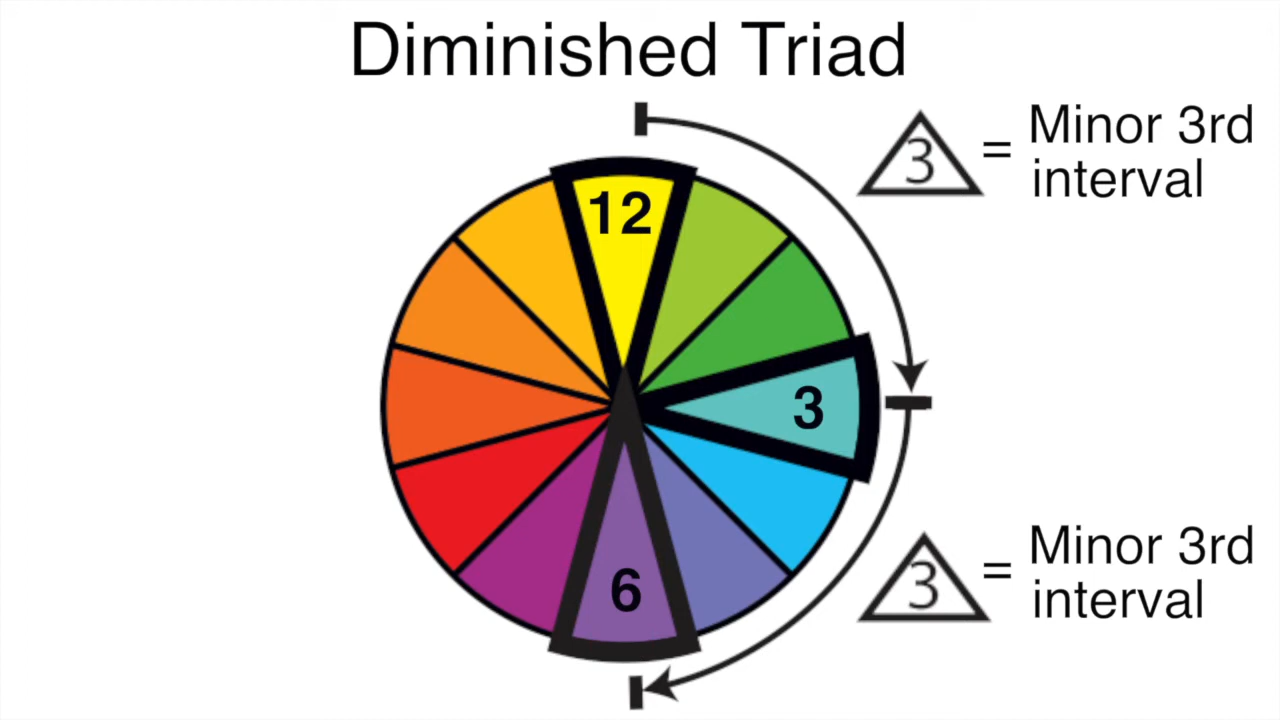 Diminished Triad
3 = Minor 3rd
interval
12
3
6
3 = Minor 3rd
interval